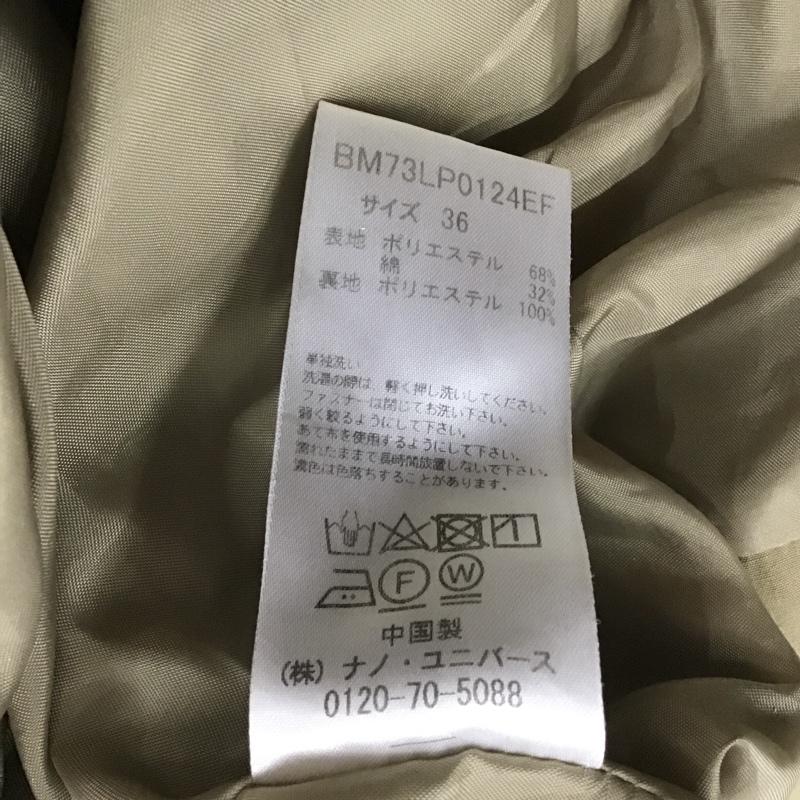 BM73LP0124EF
サイズ 36
表地 ポリエステル 68%
綿 32%
裏地 ポリエステル 100%
単独洗い
洗濯の際は、軽く押し洗いしてください。
ファスナーは閉じてお洗い下さい。
弱く絞るようにして下さい。
あて布を使用するようにして下さい。
濡れたままで長時間放置しないで下さい。
濃色は色落ちすることがあります。
F W
中国製
(株) ナノ・ユニバース
0120-70-5088